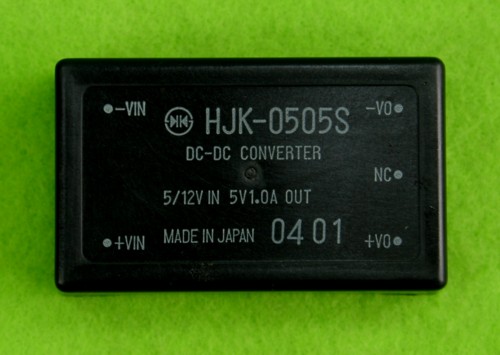 -VIN HJK-0505S -VO
DC-DC CONVERTER
NC
5/12V IN 5V1.0A OUT
+VIN MADE IN JAPAN 0401 +VO